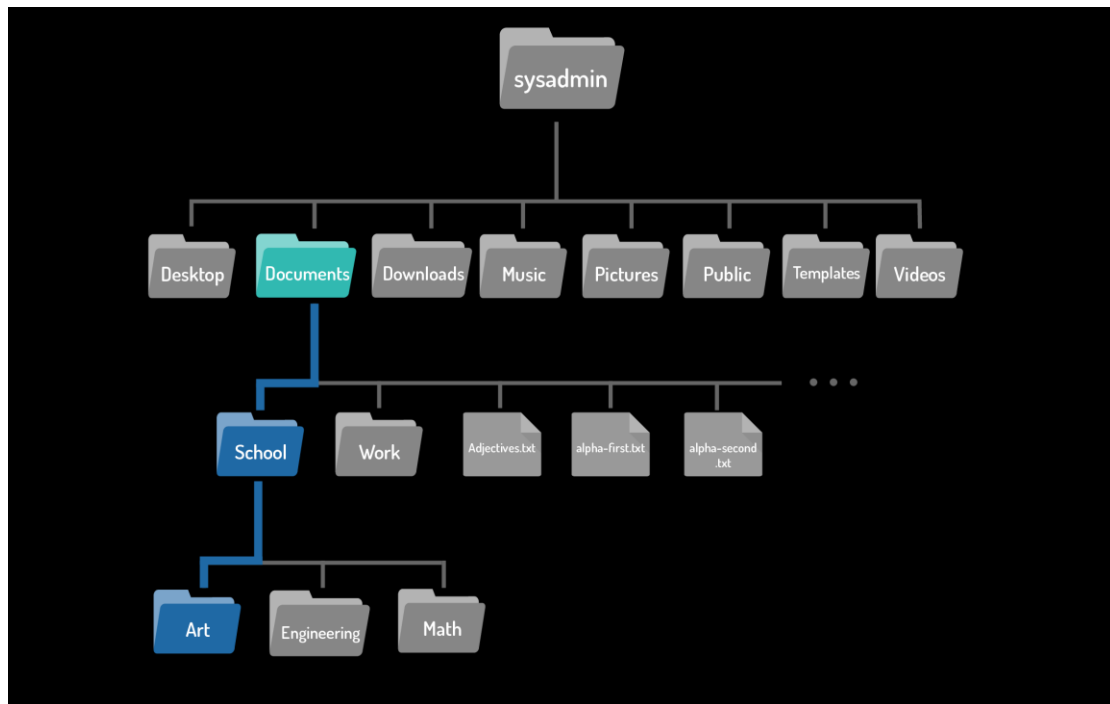 sysadmin
Desktop
Documents
Downloads
Music
Pictures
Public
Templates
Videos
School
Work
Adjectives.txt
alpha-first.txt
alpha-second
.txt
Art
Engineering
Math